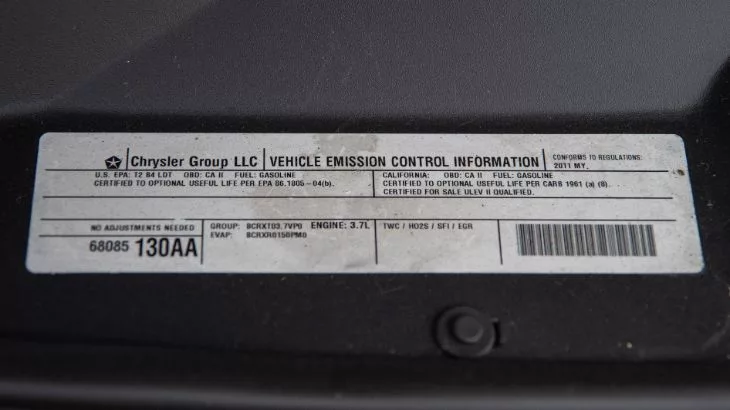 Chrysler Group LLC VEHICLE EMISSION CONTROL INFORMATION CONFORMS TO REGULATIONS:
2011 MY
U.S. EPA: T2 B4 LDT OBD: CA II FUEL: GASOLINE
CERTIFIED TO OPTIONAL USEFUL LIFE PER EPA 86.1805-04(b).
CALIFORNIA: OBD: CA II FUEL: GASOLINE
CERTIFIED TO OPTIONAL USEFUL LIFE PER CARB 1961 (a) (8).
CERTIFIED FOR SALE ULEV II QUALIFIED.
NO ADJUSTMENTS NEEDED
68085 130AA
GROUP: BCRXT03.7VP0 ENGINE: 3.7L
EVAP: BCRXR0150PM0
TWC / HO2S / SFI / EGR